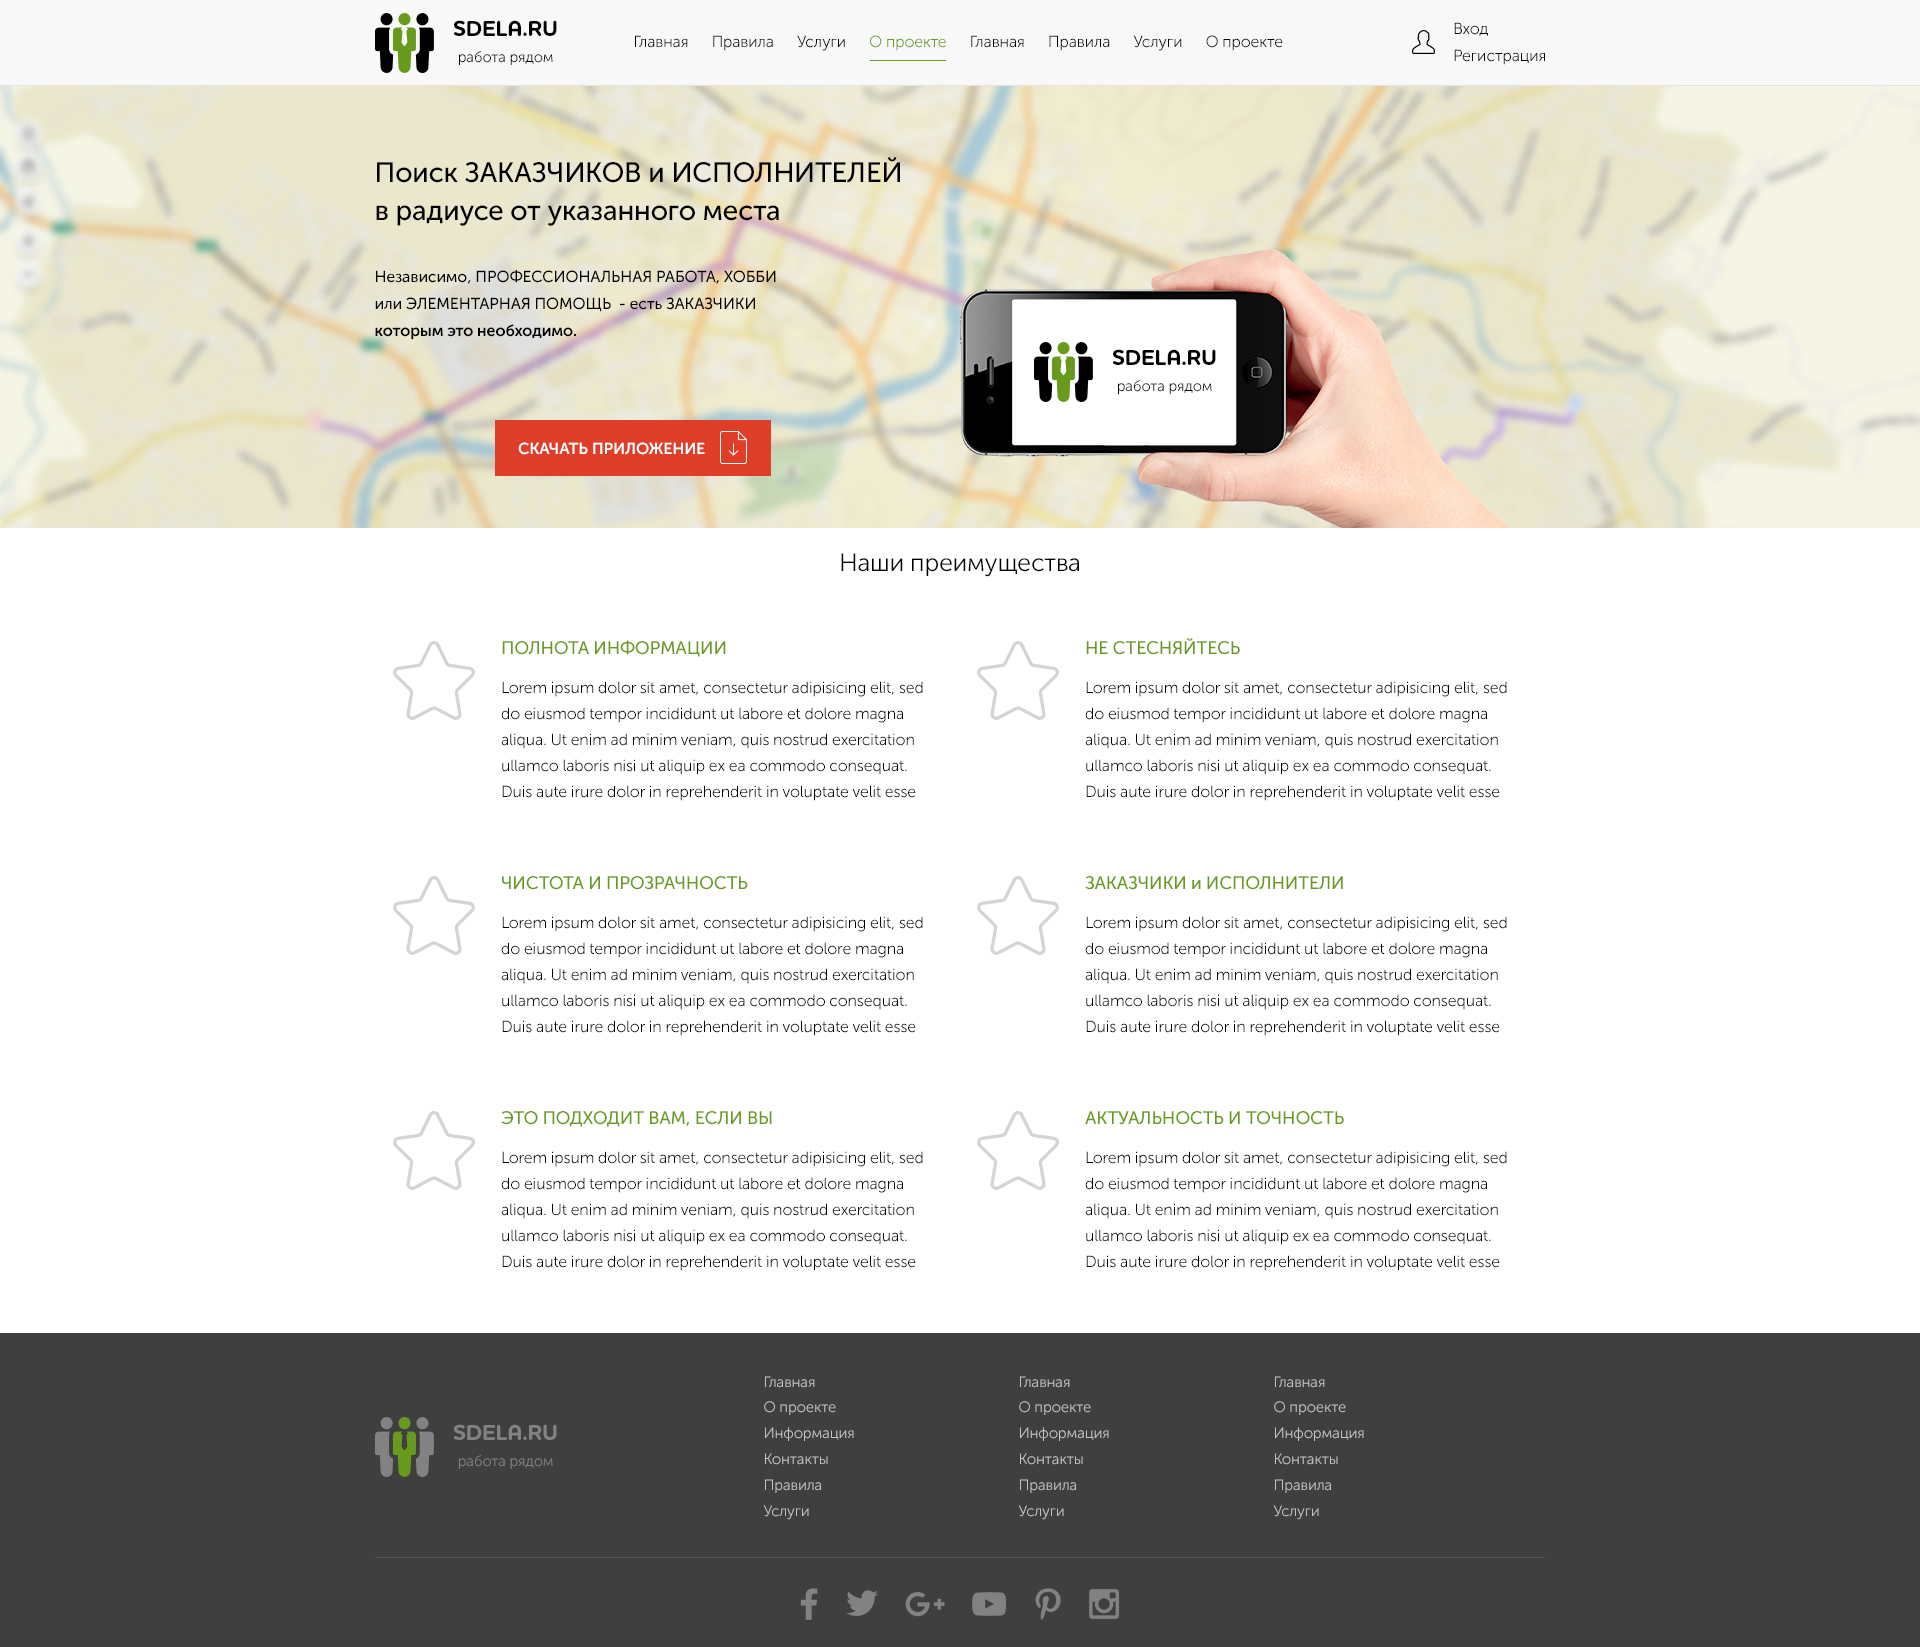 SDELA.RU
работа рядом
Главная Правила Услуги О проекте Главная Правила Услуги О проекте
Вход
Регистрация
Поиск ЗАКАЗЧИКОВ и ИСПОЛНИТЕЛЕЙ
в радиусе от указанного места
Независимо, ПРОФЕССИОНАЛЬНАЯ РАБОТА, ХОББИ
или ЭЛЕМЕНТАРНАЯ ПОМОЩЬ - есть ЗАКАЗЧИКИ
которым это необходимо.
СКАЧАТЬ ПРИЛОЖЕНИЕ
SDELA.RU
работа рядом
Наши преимущества
ПОЛНОТА ИНФОРМАЦИИ
Lorem ipsum dolor sit amet, consectetur adipisicing elit, sed
do eiusmod tempor incididunt ut labore et dolore magna
aliqua. Ut enim ad minim veniam, quis nostrud exercitation
ullamco laboris nisi ut aliquip ex ea commodo consequat.
Duis aute irure dolor in reprehenderit in voluptate velit esse
НЕ СТЕСНЯЙТЕСЬ
Lorem ipsum dolor sit amet, consectetur adipisicing elit, sed
do eiusmod tempor incididunt ut labore et dolore magna
aliqua. Ut enim ad minim veniam, quis nostrud exercitation
ullamco laboris nisi ut aliquip ex ea commodo consequat.
Duis aute irure dolor in reprehenderit in voluptate velit esse
ЧИСТОТА И ПРОЗРАЧНОСТЬ
Lorem ipsum dolor sit amet, consectetur adipisicing elit, sed
do eiusmod tempor incididunt ut labore et dolore magna
aliqua. Ut enim ad minim veniam, quis nostrud exercitation
ullamco laboris nisi ut aliquip ex ea commodo consequat.
Duis aute irure dolor in reprehenderit in voluptate velit esse
ЗАКАЗЧИКИ и ИСПОЛНИТЕЛИ
Lorem ipsum dolor sit amet, consectetur adipisicing elit, sed
do eiusmod tempor incididunt ut labore et dolore magna
aliqua. Ut enim ad minim veniam, quis nostrud exercitation
ullamco laboris nisi ut aliquip ex ea commodo consequat.
Duis aute irure dolor in reprehenderit in voluptate velit esse
ЭТО ПОДХОДИТ ВАМ, ЕСЛИ ВЫ
Lorem ipsum dolor sit amet, consectetur adipisicing elit, sed
do eiusmod tempor incididunt ut labore et dolore magna
aliqua. Ut enim ad minim veniam, quis nostrud exercitation
ullamco laboris nisi ut aliquip ex ea commodo consequat.
Duis aute irure dolor in reprehenderit in voluptate velit esse
АКТУАЛЬНОСТЬ И ТОЧНОСТЬ
Lorem ipsum dolor sit amet, consectetur adipisicing elit, sed
do eiusmod tempor incididunt ut labore et dolore magna
aliqua. Ut enim ad minim veniam, quis nostrud exercitation
ullamco laboris nisi ut aliquip ex ea commodo consequat.
Duis aute irure dolor in reprehenderit in voluptate velit esse
SDELA.RU
работа рядом
Главная
О проекте
Информация
Контакты
Правила
Услуги
Главная
О проекте
Информация
Контакты
Правила
Услуги
Главная
О проекте
Информация
Контакты
Правила
Услуги